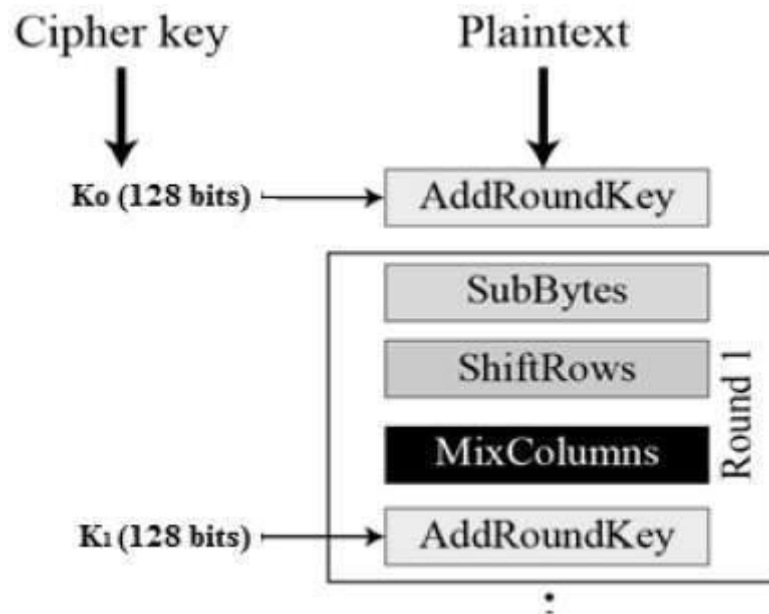 Cipher key
Plaintext
K0 (128 bits)
AddRoundKey
SubBytes
ShiftRows
Round 1
MixColumns
K1 (128 bits)
AddRoundKey